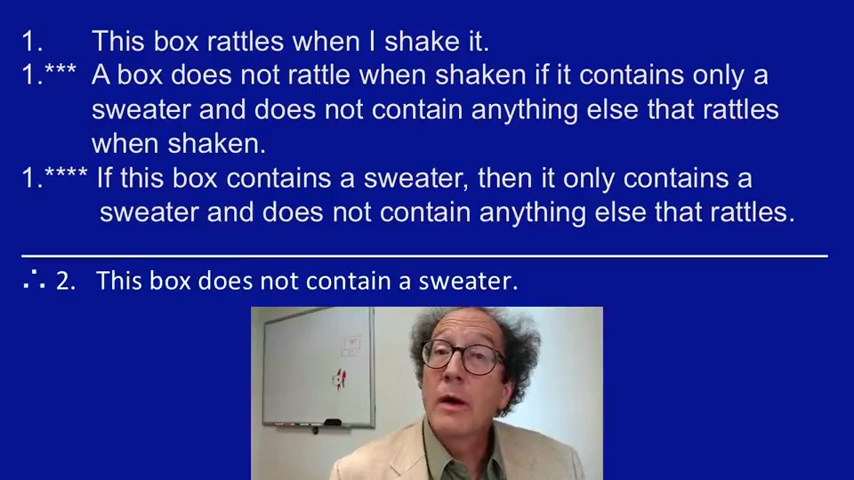 1. This box rattles when I shake it.
1.*** A box does not rattle when shaken if it contains only a
sweater and does not contain anything else that rattles
when shaken.
1.**** If this box contains a sweater, then it only contains a
sweater and does not contain anything else that rattles.
∴ 2. This box does not contain a sweater.